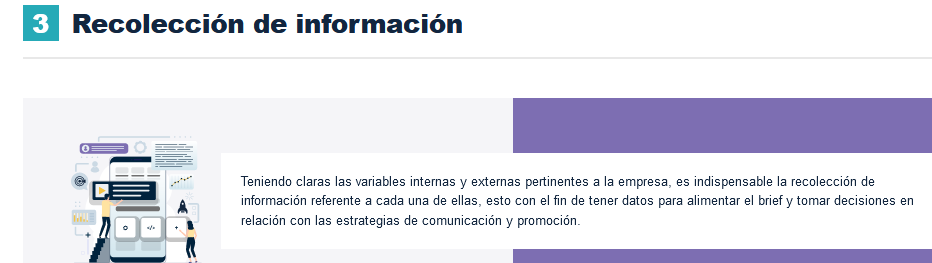 3 Recolección de información
Teniendo claras las variables internas y externas pertinentes a la empresa, es indispensable la recolección de
información referente a cada una de ellas, esto con el fin de tener datos para alimentar el brief y tomar decisiones en
relación con las estrategias de comunicación y promoción.